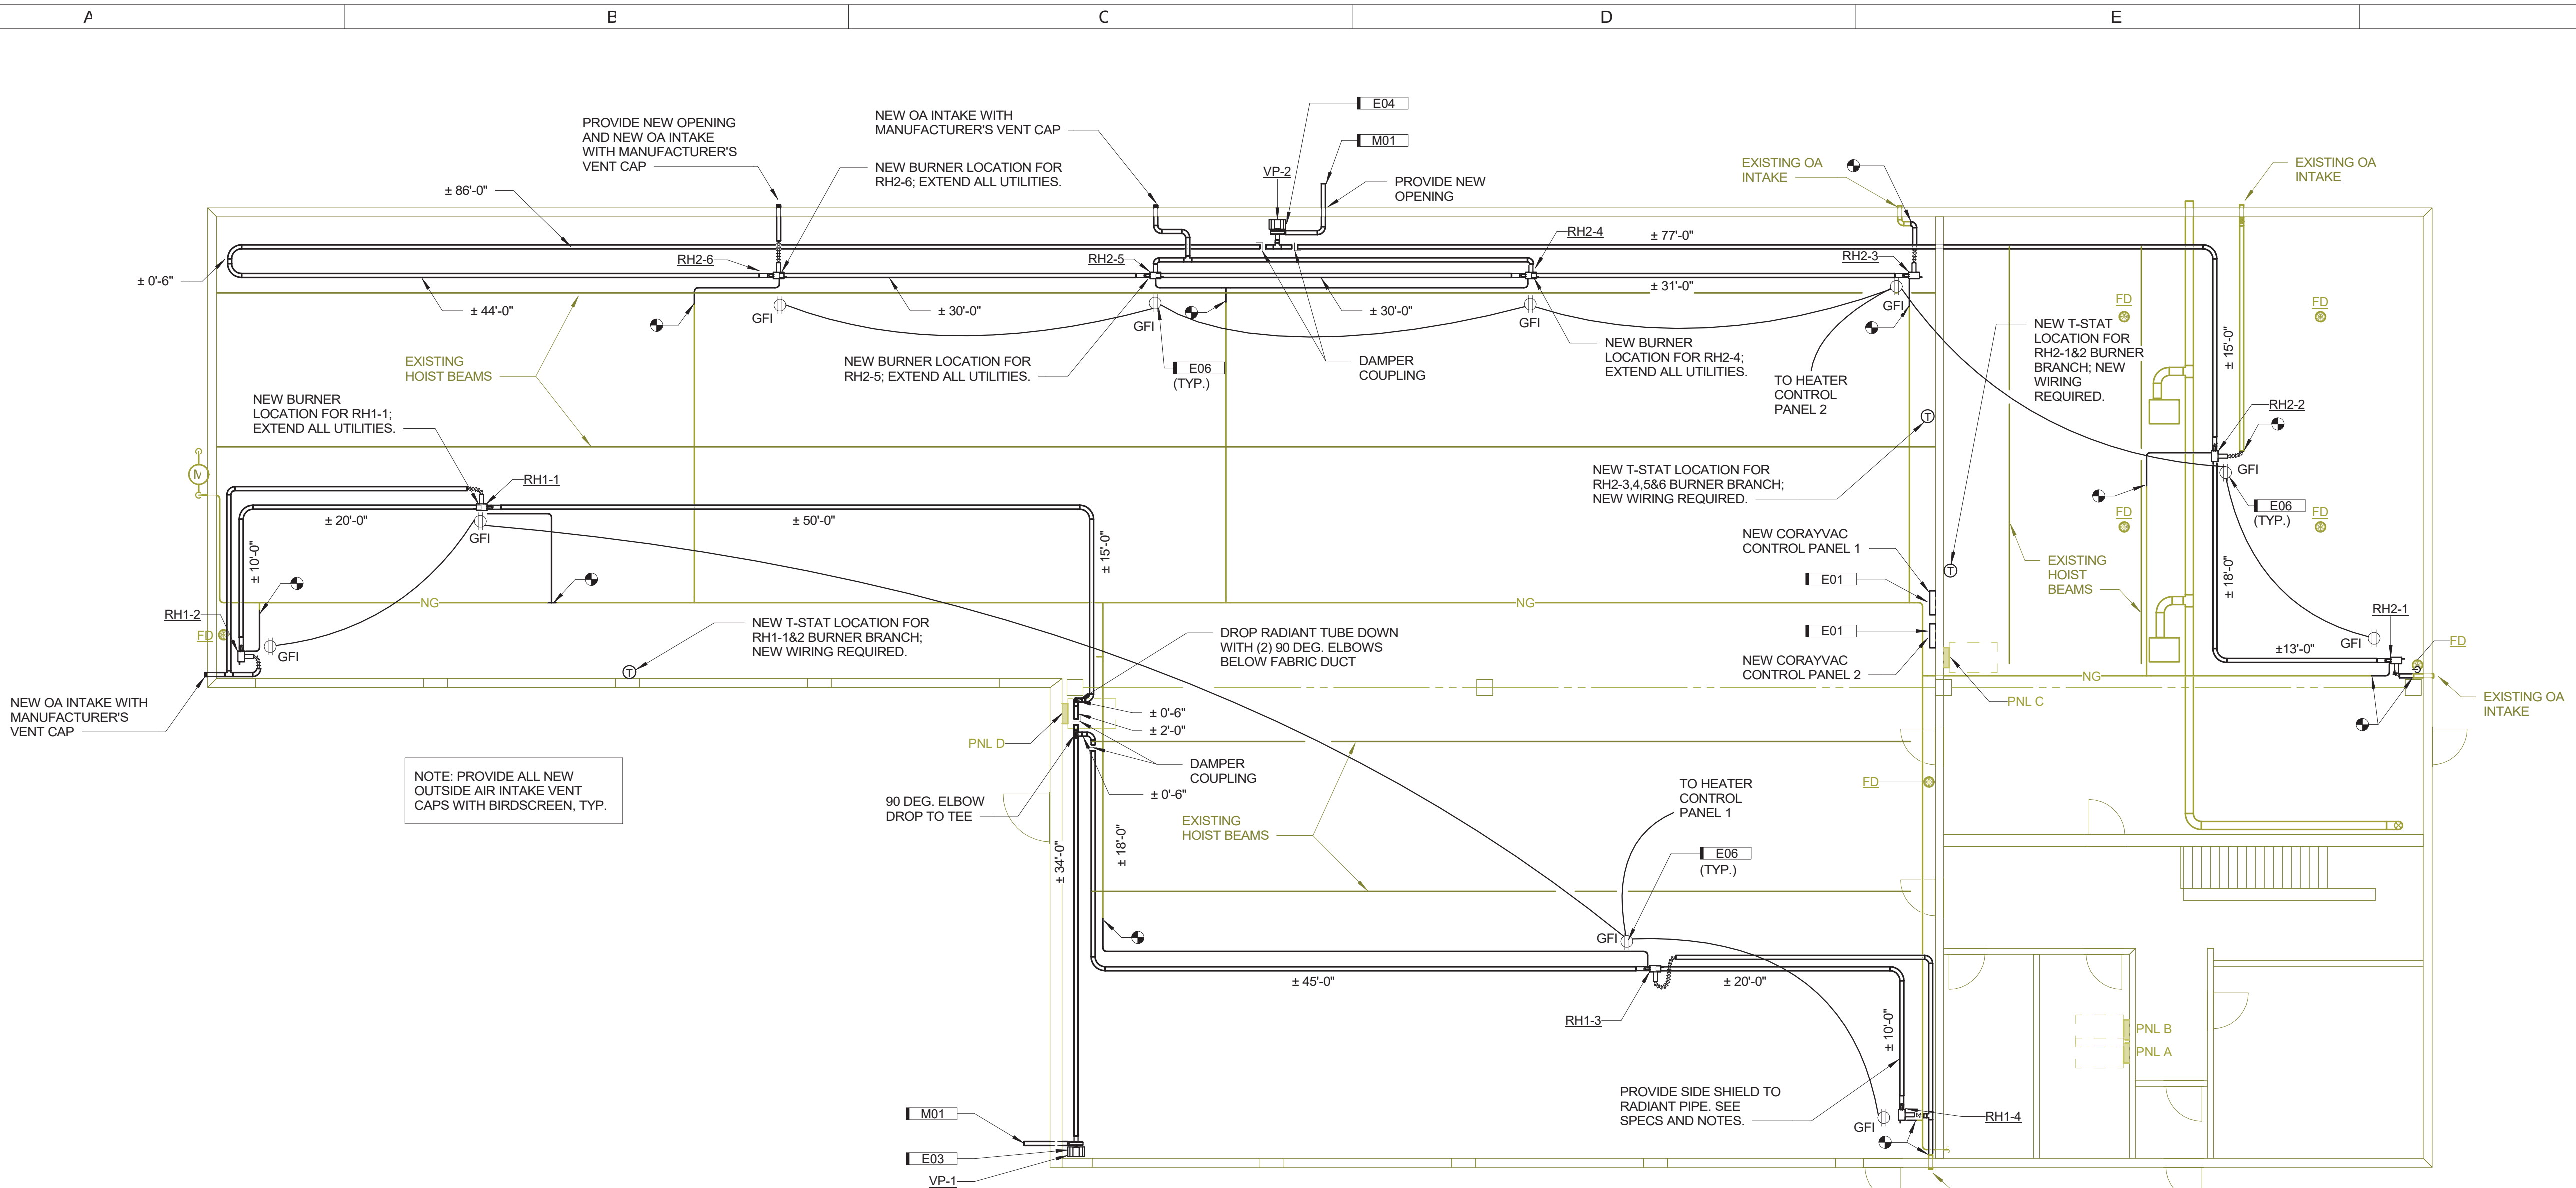 A
B
C
D
E
E04
M01
PROVIDE NEW OPENING
AND NEW OA INTAKE
WITH MANUFACTURER'S
VENT CAP
NEW OA INTAKE WITH
MANUFACTURER'S VENT CAP
NEW BURNER LOCATION FOR
RH2-6; EXTEND ALL UTILITIES.
VP-2
PROVIDE NEW
OPENING
EXISTING OA
INTAKE
EXISTING OA
INTAKE
± 86'-0"
RH2-6
RH2-5
RH2-4
± 77'-0"
RH2-3
± 0'-6"
± 44'-0"
± 30'-0"
± 30'-0"
± 31'-0"
GFI
GFI
GFI
GFI
EXISTING
HOIST BEAMS
NEW BURNER LOCATION FOR
RH2-5; EXTEND ALL UTILITIES.
E06
(TYP.)
DAMPER
COUPLING
NEW BURNER
LOCATION FOR RH2-4;
EXTEND ALL UTILITIES.
TO HEATER
CONTROL
PANEL 2
FD
FD
NEW T-STAT
LOCATION FOR
RH2-1&2 BURNER
BRANCH; NEW
WIRING
REQUIRED.
± 15'-0"
RH2-2
NEW BURNER
LOCATION FOR RH1-1;
EXTEND ALL UTILITIES.
T
M
RH1-1
NEW T-STAT LOCATION FOR
RH2-3,4,5&6 BURNER BRANCH;
NEW WIRING REQUIRED.
GFI
E06
(TYP.)
FD
FD
± 20'-0"
± 50'-0"
GFI
± 10'-0"
± 15'-0"
NEW CORAYVAC
CONTROL PANEL 1
E01
T
EXISTING
HOIST
BEAMS
± 18'-0"
RH1-2
NG
NG
RH2-1
FD
GFI
NEW T-STAT LOCATION FOR
RH1-1&2 BURNER BRANCH;
NEW WIRING REQUIRED.
T
DROP RADIANT TUBE DOWN
WITH (2) 90 DEG. ELBOWS
BELOW FABRIC DUCT
E01
NEW CORAYVAC
CONTROL PANEL 2
GFI
FD
±13'-0"
NG
PNL C
EXISTING OA
INTAKE
NEW OA INTAKE WITH
MANUFACTURER'S
VENT CAP
± 0'-6"
± 2'-0"
PNL D
DAMPER
COUPLING
± 0'-6"
NOTE: PROVIDE ALL NEW
OUTSIDE AIR INTAKE VENT
CAPS WITH BIRDSCREEN, TYP.
90 DEG. ELBOW
DROP TO TEE
EXISTING
HOIST BEAMS
TO HEATER
CONTROL
PANEL 1
FD
± 34'-0"
± 18'-0"
E06
(TYP.)
GFI
± 45'-0"
± 20'-0"
RH1-3
± 10'-0"
PNL B
PNL A
PROVIDE SIDE SHIELD TO
RADIANT PIPE. SEE
SPECS AND NOTES.
GFI
RH1-4
M01
E03
VP-1